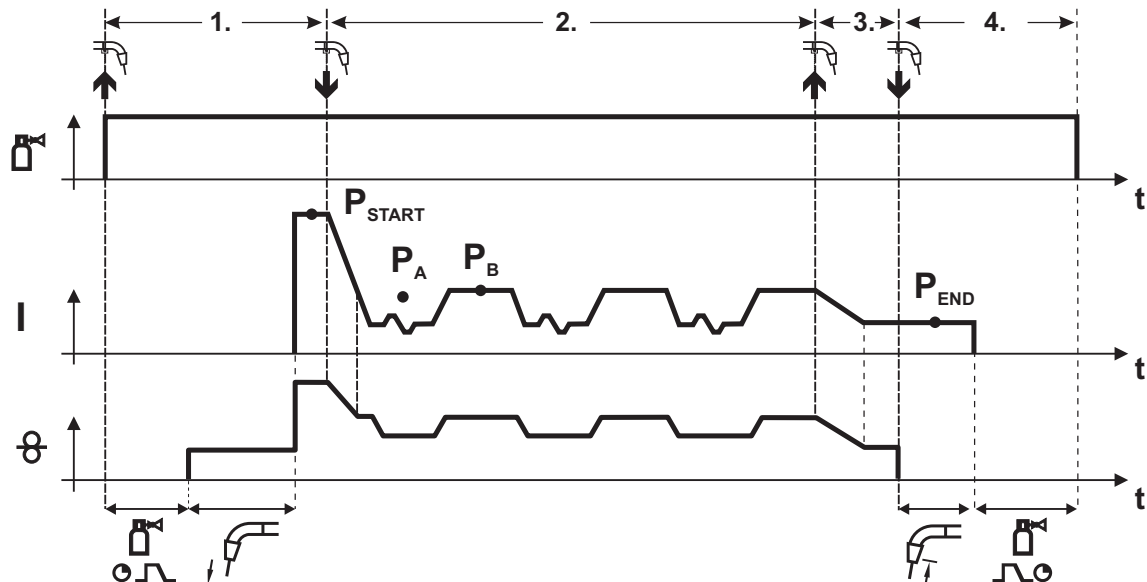 1. 2. 3. 4.
t
P_START
P_A P_B
P_END
I
t
t